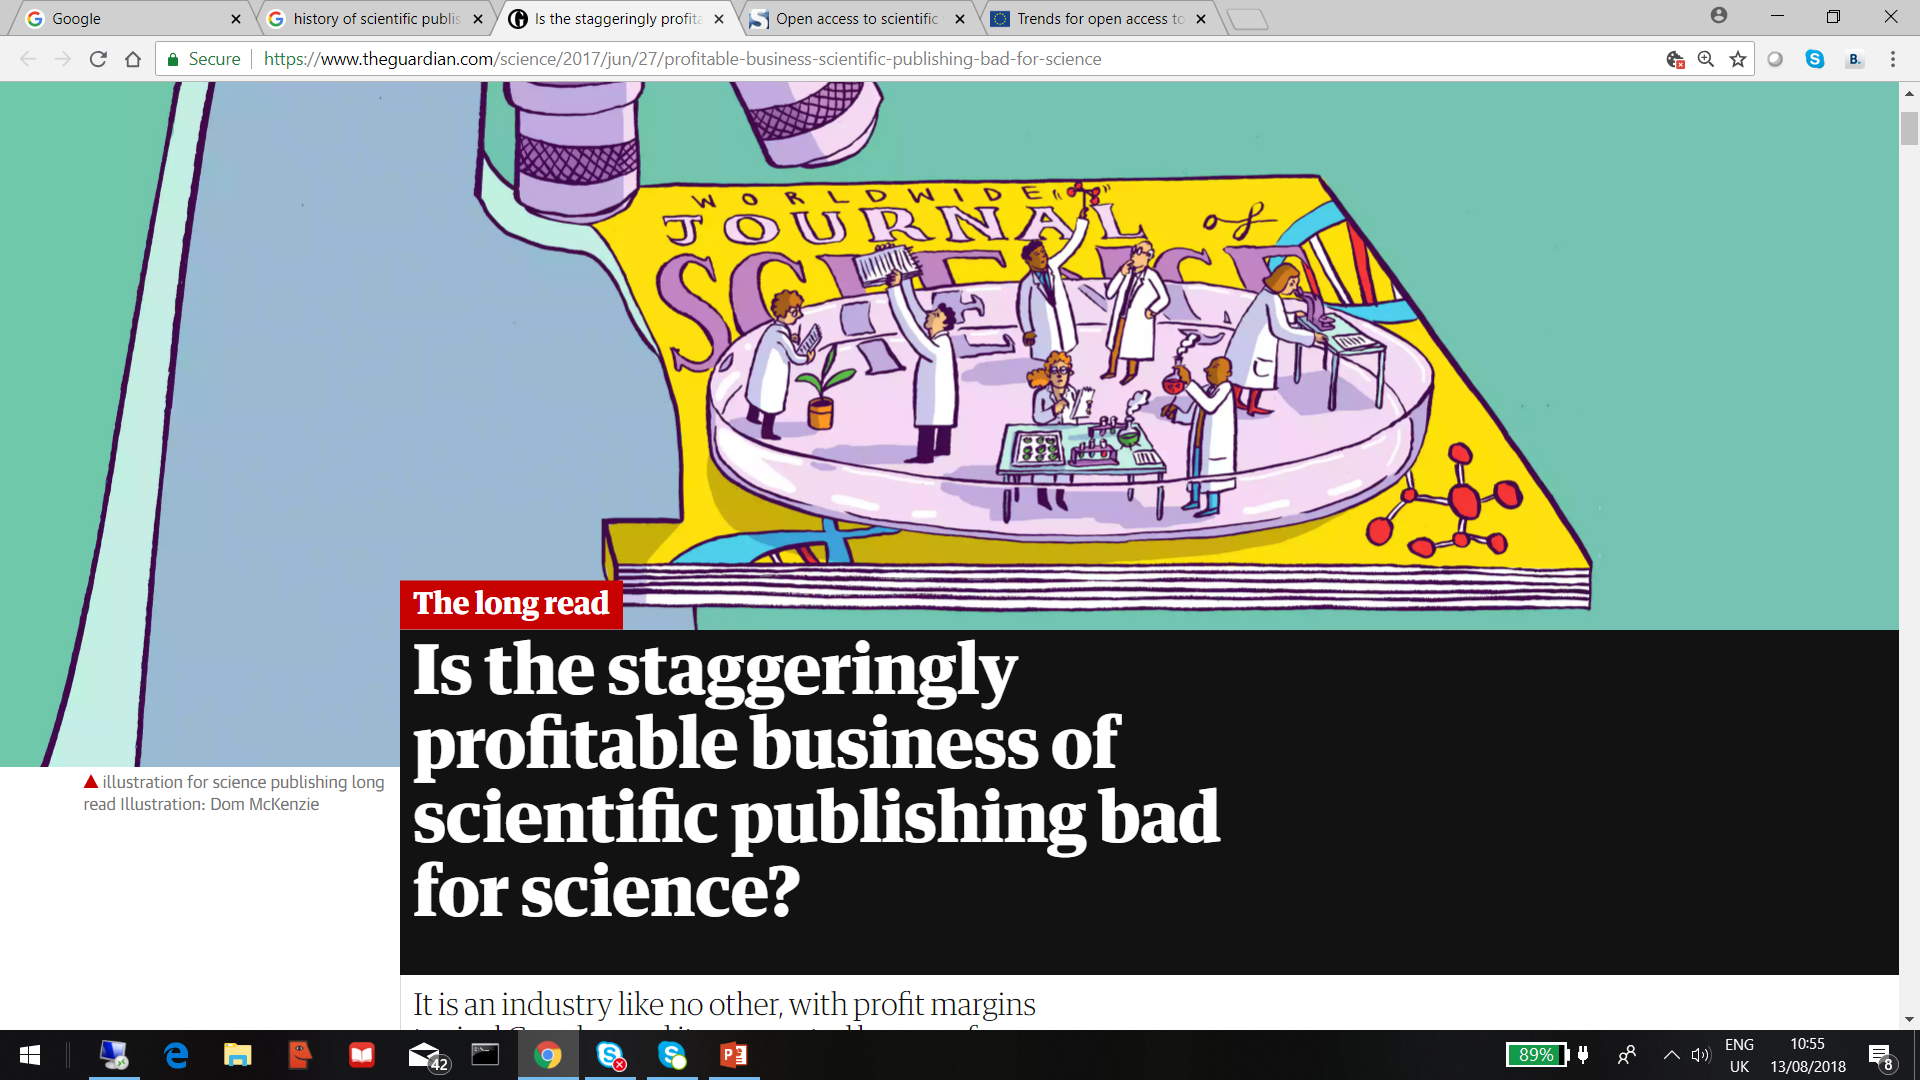 Google
history of scientific publis
Is the staggeringly profita
Open access to scientific
Trends for open access to
Secure
https://www.theguardian.com/science/2017/jun/27/profitable-business-scientific-publishing-bad-for-science
B.
WORLDWIDE
JOURNAL of
SCIENCE
The long read
Is the staggeringly
profitable business of
scientific publishing bad
for science?
illustration for science publishing long
read Illustration: Dom McKenzie
It is an industry like no other, with profit margins
42
89%
ENG
UK
10:55
13/08/2018
8